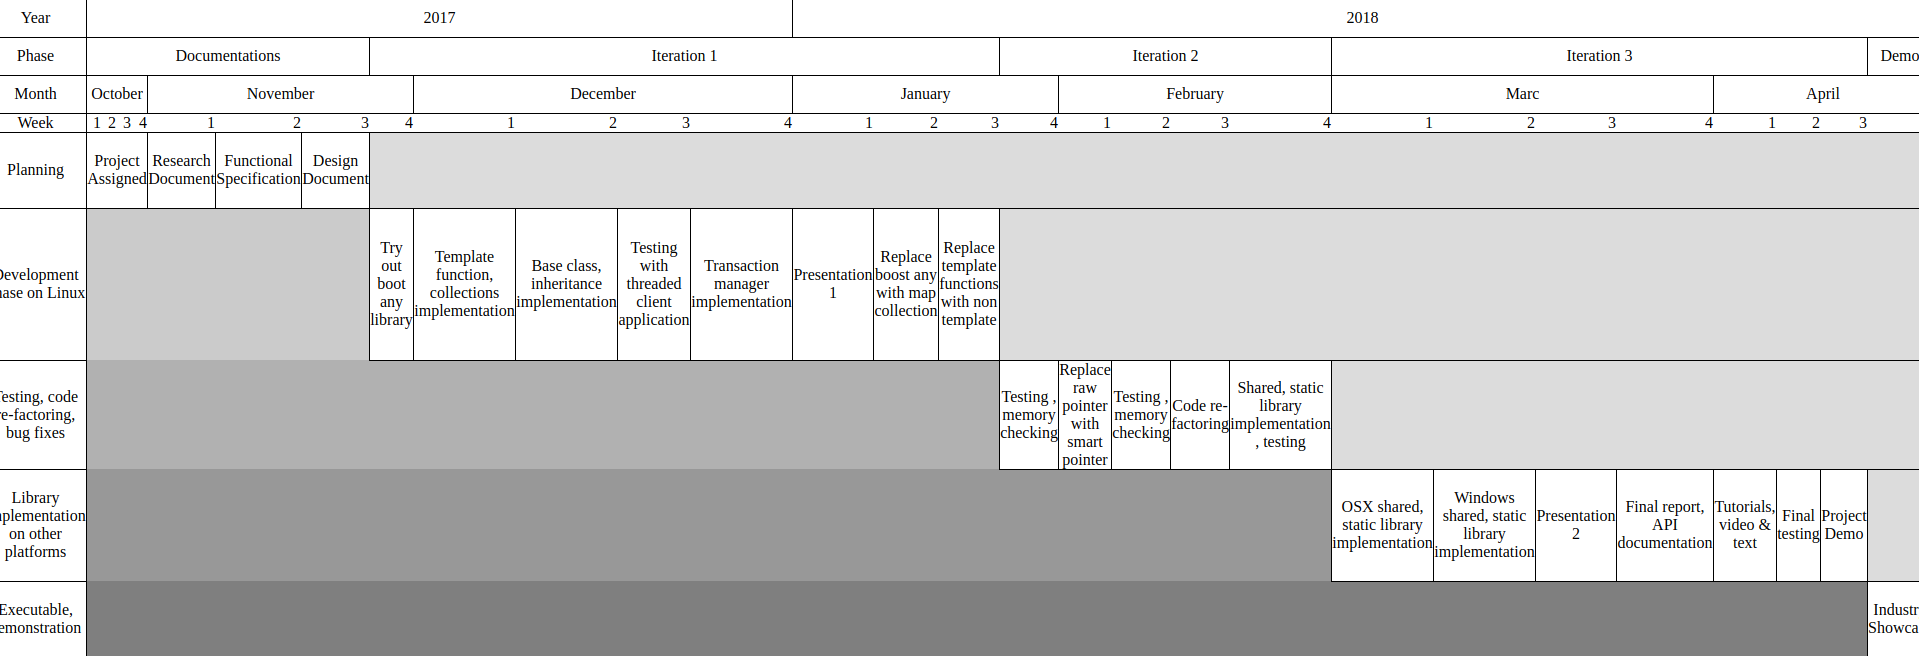 Year
2017
2018
Phase
Documentations
Iteration 1
Iteration 2
Iteration 3
Demo
Month
October
November
December
January
February
Marc
April
Week
1 2 3 4
1 2 3 4
1 2 3 4
1 2 3 4
1 2 3 4
1 2 3 4
1 2 3
Planning
Project
Assigned
Research
Document
Functional
Specification
Design
Document
Development
on Linux
Try
out
boot
any
library
Template
function,
collections
implementation
Base class,
inheritance
implementation
Testing
with
threaded
client
application
Transaction
manager
implementation
Presentation
1
Replace
boost any
with map
collection
Replace
template
functions
with non
template
Testing, code
re-factoring,
bug fixes
Testing ,
memory
checking
Replace
raw
pointer
with
smart
pointer
Testing ,
memory
checking
Code re-
factoring
Shared, static
library
implementation
, testing
Library
mplementation
on other
platforms
OSX shared,
static library
implementation
Windows
shared, static
library
implementation
Presentation
2
Final report,
API
documentation
Tutorials,
video &
text
Final
testing
Project
Demo
Executable,
emonstration
Industr
Showca